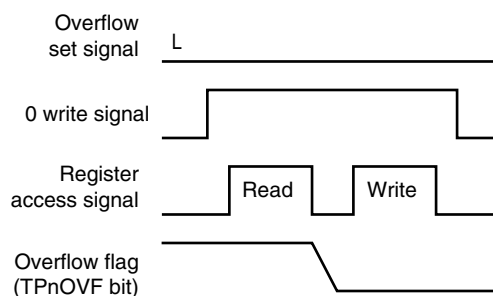 Overflow
set signal
L
0 write signal
Register
access signal
Read
Write
Overflow flag
(TPnOVF bit)